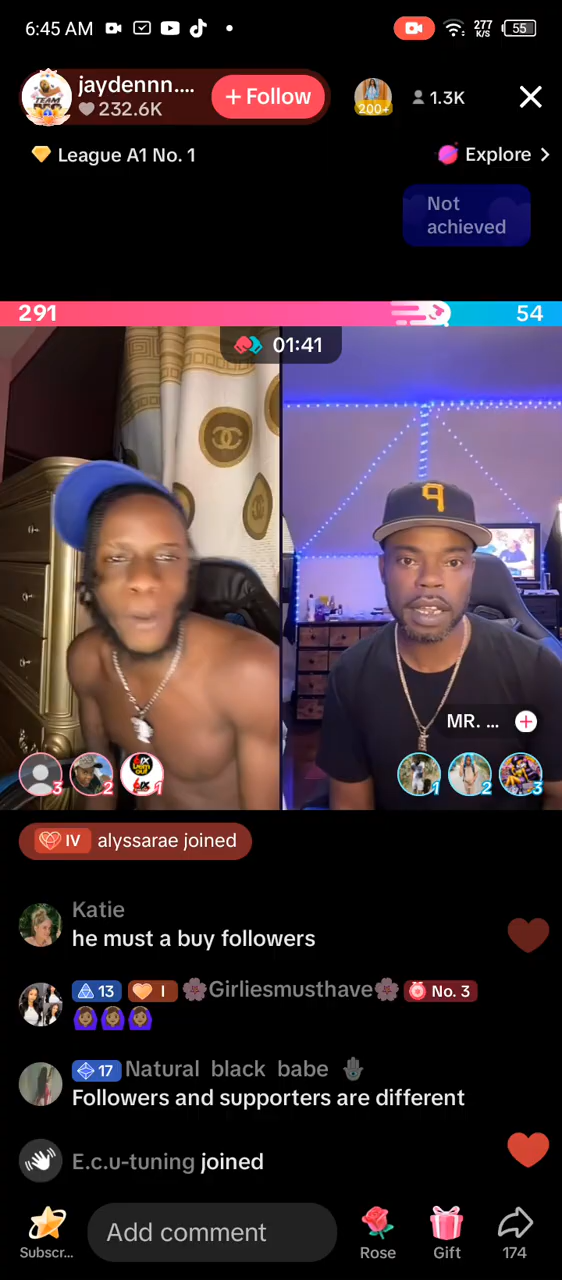 6:45 AM
277
K/S
55
jaydennn....
232.6K
+ Follow
200+
1.3K
League A1 No. 1
Explore
Not
achieved
291
54
01:41
P
MR. ...
3
2
1
1
2
3
IV alyssarae joined
Katie
he must a buy followers
13 I 🌸Girliesmusthave🌸 No. 3
🙆🏽‍♀️🙆🏽‍♀️🙆🏽‍♀️
17 Natural black babe 🪬
Followers and supporters are different
E.c.u-tuning joined
Add comment
Subscr...
Rose
Gift
174